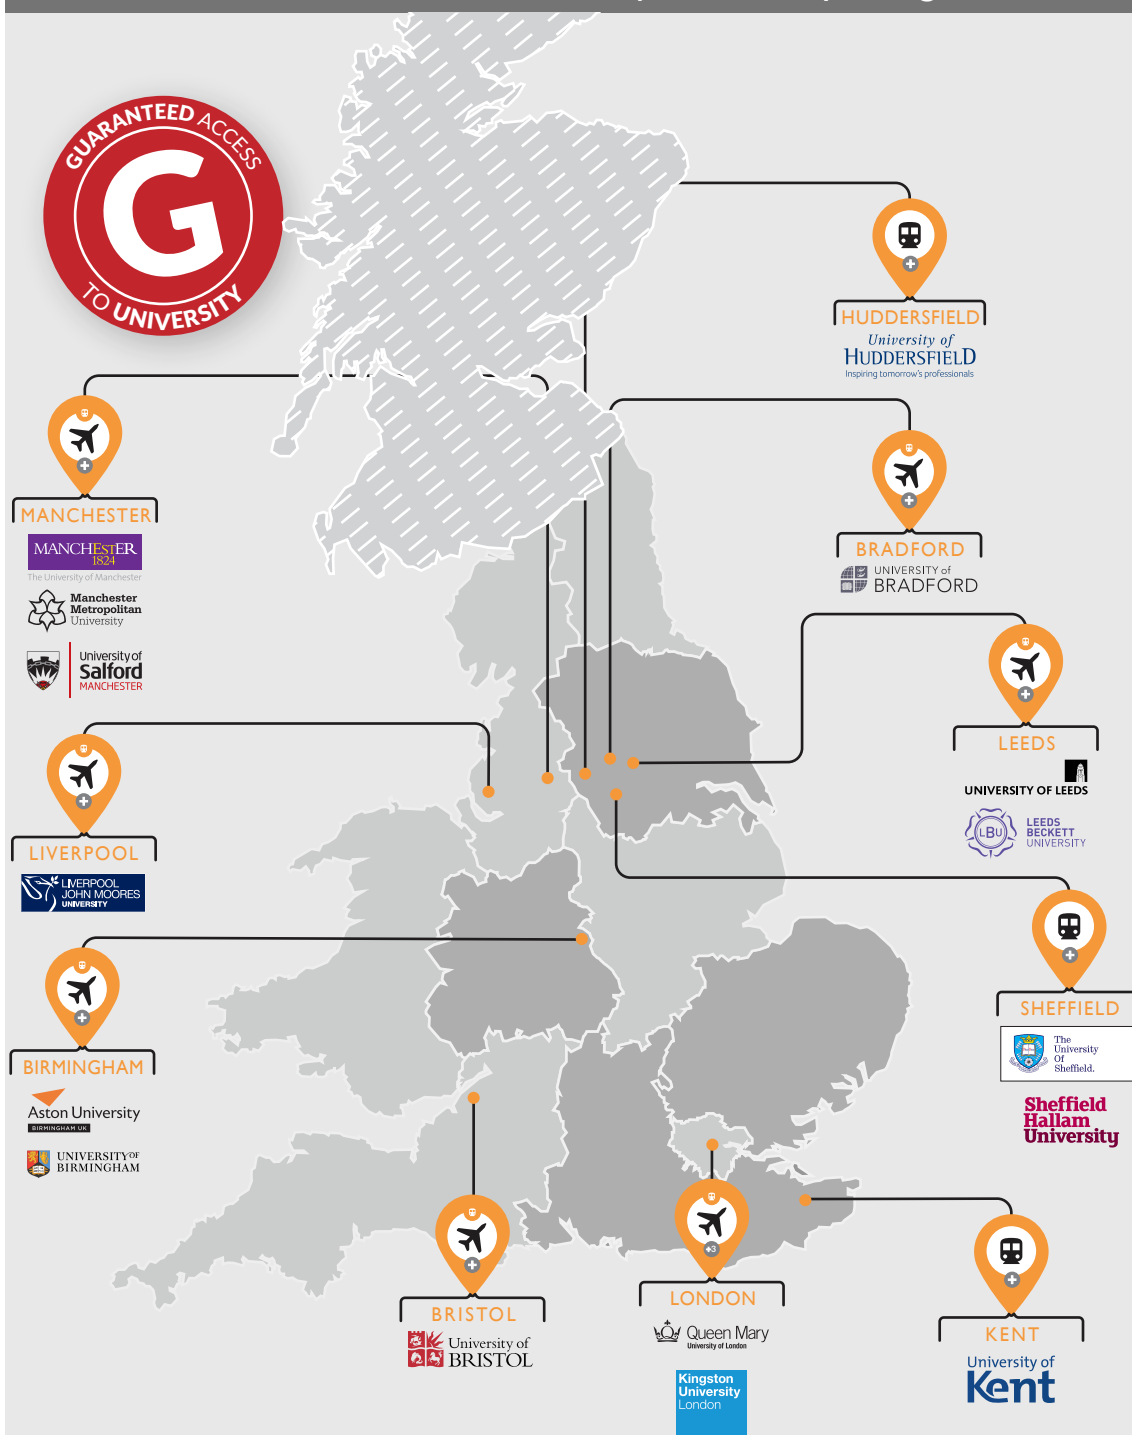 GUARANTEED ACCESS
G
TO UNIVERSITY
HUDDERSFIELD
University of
HUDDERSFIELD
Inspiring tomorrow's professionals
MANCHESTER
MANCHESTER
1824
The University of Manchester
Manchester
Metropolitan
University
University of
Salford
MANCHESTER
BRADFORD
UNIVERSITY of
BRADFORD
LEEDS
UNIVERSITY OF LEEDS
LBU
LEEDS
BECKETT
UNIVERSITY
LIVERPOOL
LIVERPOOL
JOHN MOORES
UNIVERSITY
SHEFFIELD
The
University
Of
Sheffield.
Sheffield
Hallam
University
BIRMINGHAM
Aston University
BIRMINGHAM UK
UNIVERSITY OF
BIRMINGHAM
BRISTOL
University of
BRISTOL
+3
LONDON
Queen Mary
University of London
Kingston
University
London
KENT
University of
Kent